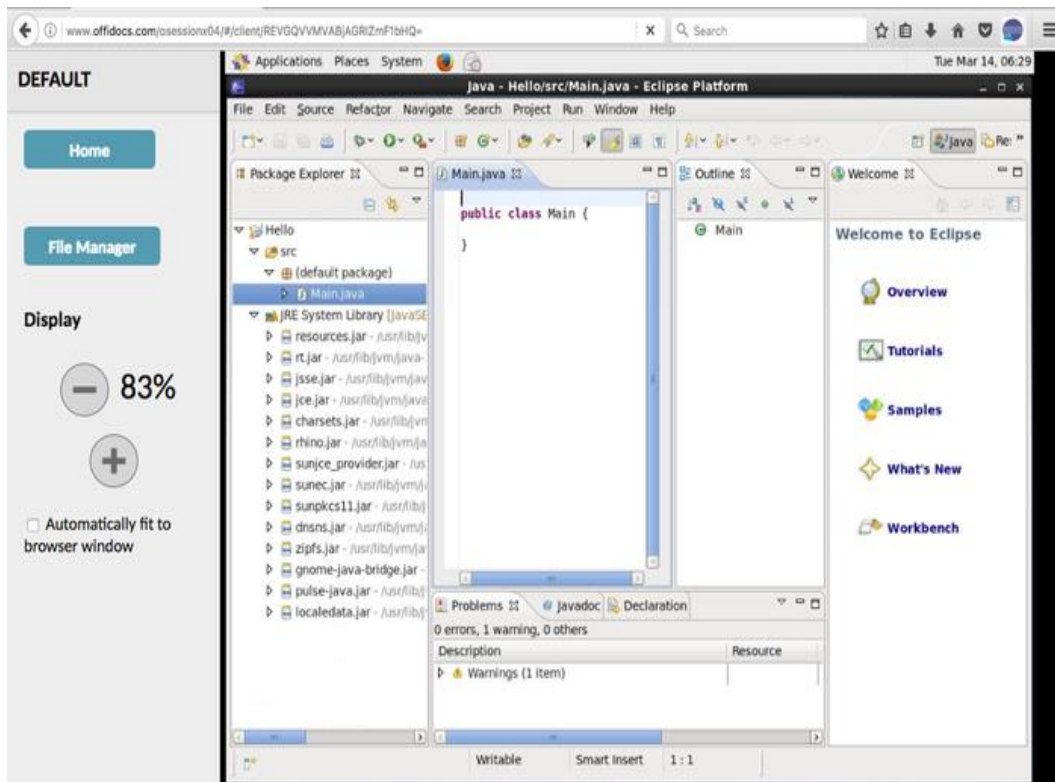 www.offidocs.com/osessionx04/#/client/REVGQVVMVABjAGRIZmF1bHQ=
Search
DEFAULT
Home
File Manager
Display
83%
Automatically fit to
browser window
Applications Places System
Tue Mar 14, 06:29
Java - Hello/src/Main.java - Eclipse Platform
File Edit Source Refactor Navigate Search Project Run Window Help
Java Re: "
Package Explorer
Hello
src
(default package)
Main.java
JRE System Library [JavaSE
resources.jar - /usr/lib/jv
rt.jar - /usr/lib/jvm/java-
jsse.jar - /usr/lib/jvm/jav
jce.jar - /usr/lib/jvm/java
charsets.jar - /usr/lib/jvm
rhino.jar - /usr/lib/jvm/ja
sunjce_provider.jar - /us
sunec.jar - /usr/lib/jvm/j
sunpkcs11.jar - /usr/lib/j
dnsns.jar - /usr/lib/jvm/j
zipfs.jar - /usr/lib/jvm/ja
gnome-java-bridge.jar -
pulse-java.jar - /usr/lib/j
localedata.jar - /usr/lib/j
Main.java
public class Main {
}
Outline
Main
Welcome
Welcome to Eclipse
Overview
Tutorials
Samples
What's New
Workbench
Problems Javadoc Declaration
0 errors, 1 warning, 0 others
Description Resource
Warnings (1 item)
Writable Smart Insert 1 : 1